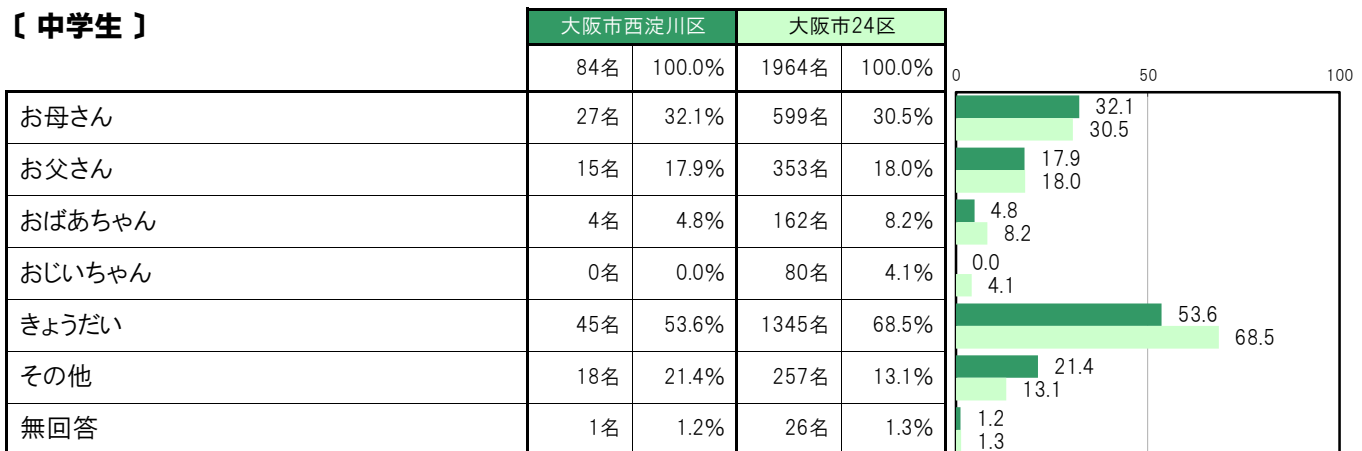 〔 中学生 〕
大阪市西淀川区 大阪市24区
84名 100.0% 1964名 100.0%
0 50 100
お母さん 27名 32.1% 599名 30.5% 32.1
30.5
お父さん 15名 17.9% 353名 18.0% 17.9
18.0
おばあちゃん 4名 4.8% 162名 8.2% 4.8
8.2
おじいちゃん 0名 0.0% 80名 4.1% 0.0
4.1
きょうだい 45名 53.6% 1345名 68.5% 53.6
68.5
その他 18名 21.4% 257名 13.1% 21.4
13.1
無回答 1名 1.2% 26名 1.3% 1.2
1.3